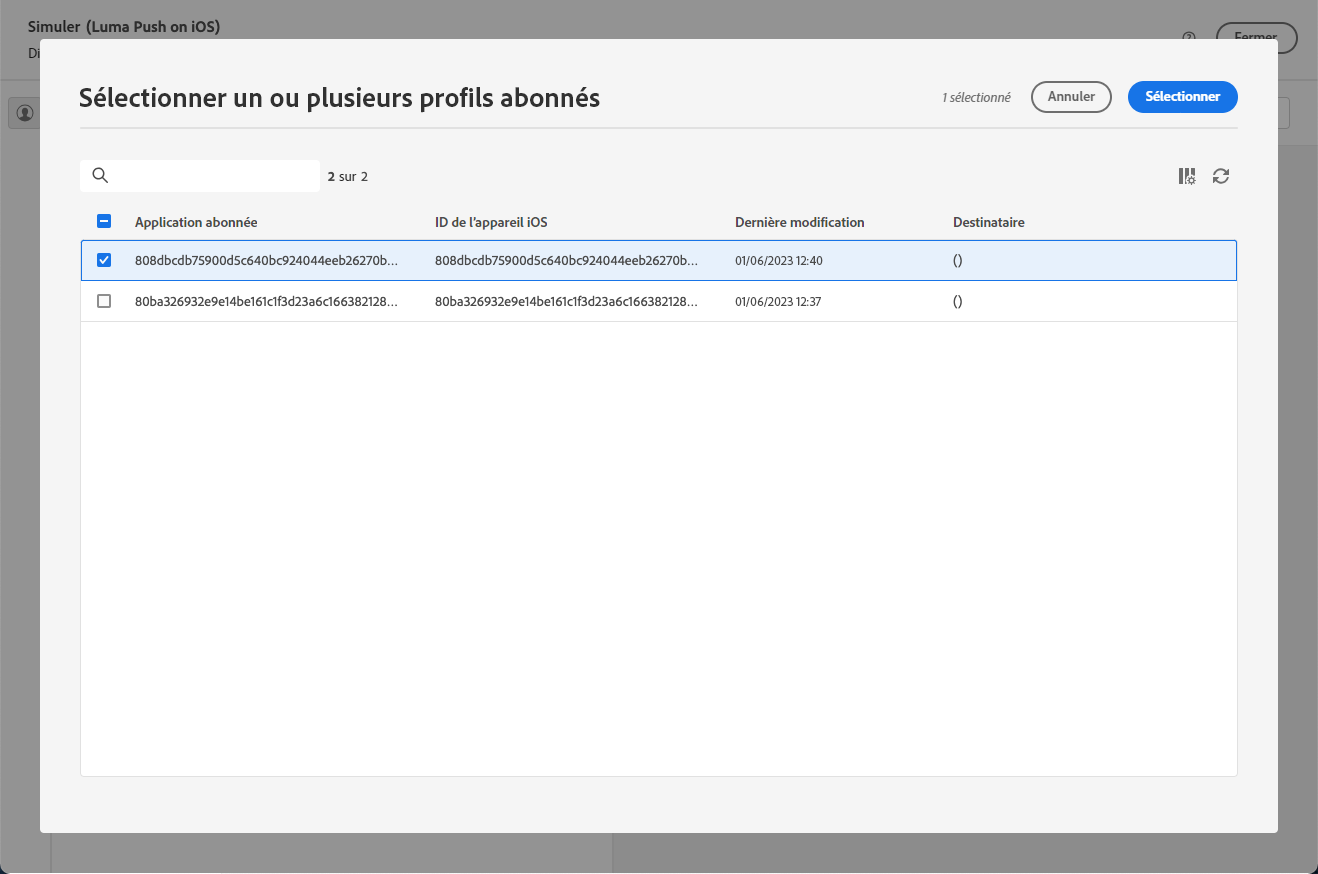 Simuler (Luma Push on iOS)
Fermer
Di
Sélectionner un ou plusieurs profils abonnés
1 sélectionné
Annuler
Sélectionner
2 sur 2
Application abonnée ID de l'appareil iOS Dernière modification Destinataire
808dbcdb75900d5c640bc924044eeb26270b... 808dbcdb75900d5c640bc924044eeb26270b... 01/06/2023 12:40 ()
80ba326932e9e14be161c1f3d23a6c166382128... 80ba326932e9e14be161c1f3d23a6c166382128... 01/06/2023 12:37 ()